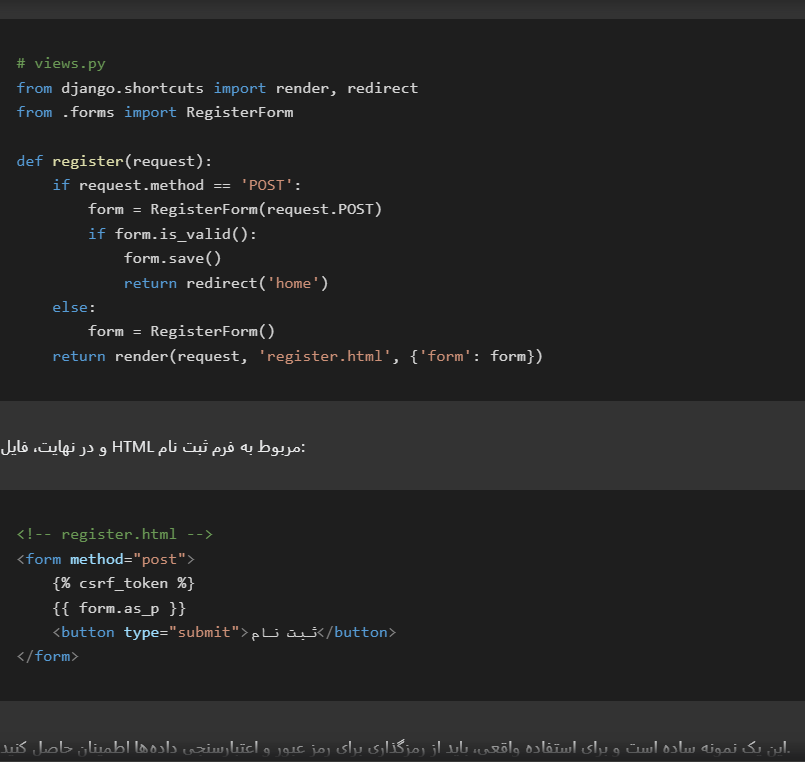 # views.py
from django.shortcuts import render, redirect
from .forms import RegisterForm

def register(request):
    if request.method == 'POST':
        form = RegisterForm(request.POST)
        if form.is_valid():
            form.save()
            return redirect('home')
    else:
        form = RegisterForm()
    return render(request, 'register.html', {'form': form})

و در نهایت، فایل HTML مربوط به فرم ثبت نام:

<!-- register.html -->
<form method="post">
    {% csrf_token %}
    {{ form.as_p }}
    <button type="submit">ثبت نام</button>
</form>

این یک نمونه ساده است و برای استفاده واقعی، باید از رمزگذاری برای رمز عبور و اعتبارسنجی داده‌ها اطمینان حاصل کنید.